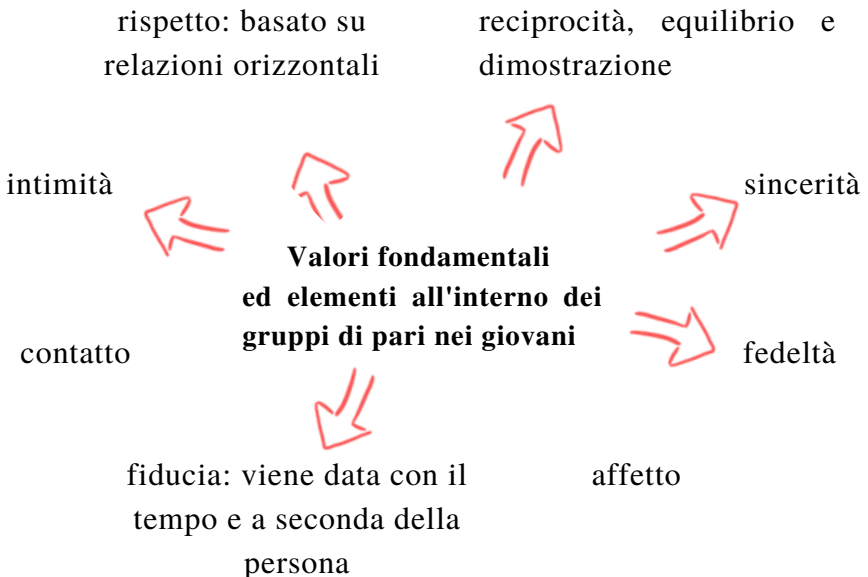 rispetto: basato su
relazioni orizzontali
reciprocità, equilibrio e
dimostrazione
intimità
sincerità
Valori fondamentali
ed elementi all'interno dei
gruppi di pari nei giovani
contatto
fedeltà
fiducia: viene data con il
tempo e a seconda della
persona
affetto